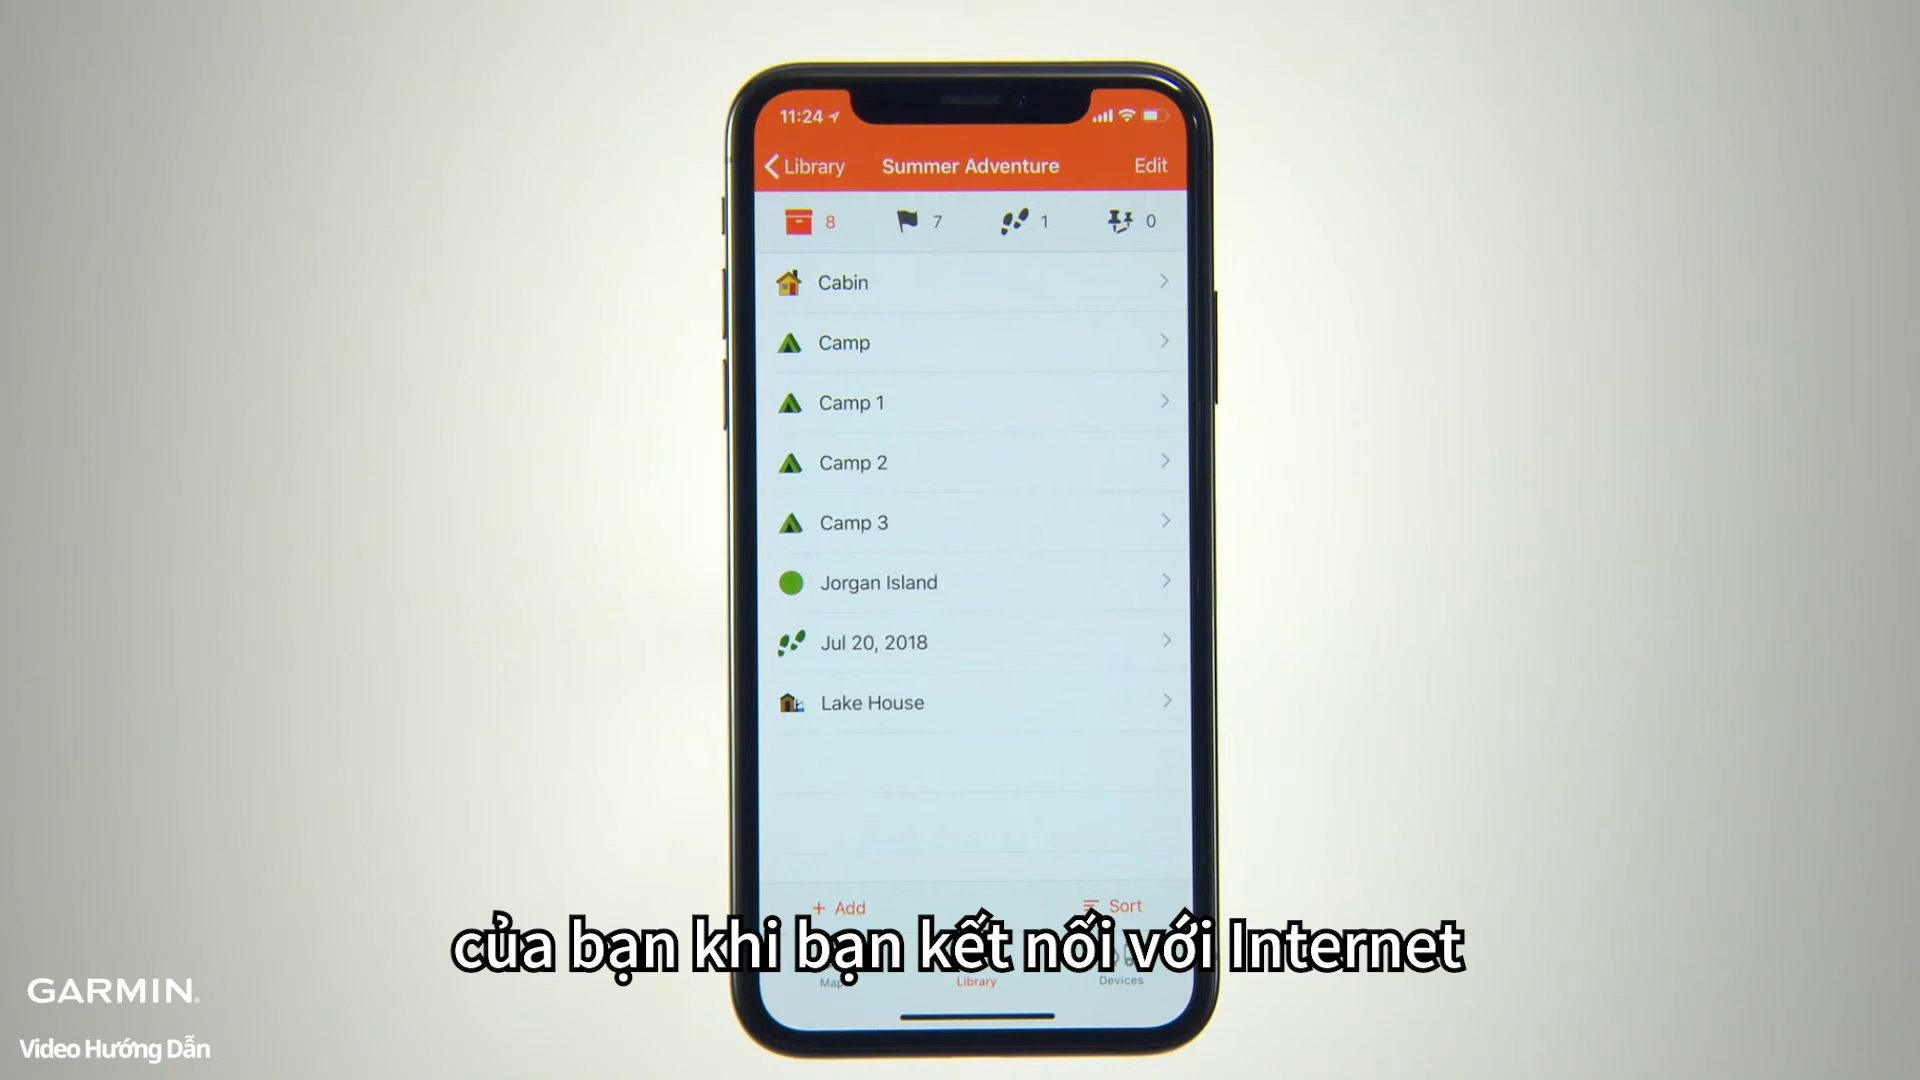 11:24
Library
Summer Adventure
Edit
8
7
1
0
Cabin
Camp
Camp 1
Camp 2
Camp 3
Jorgan Island
Jul 20, 2018
Lake House
+ Add
Sort
của bạn khi bạn kết nối với Internet
Map
Library
Devices
GARMIN
Video Hướng Dẫn